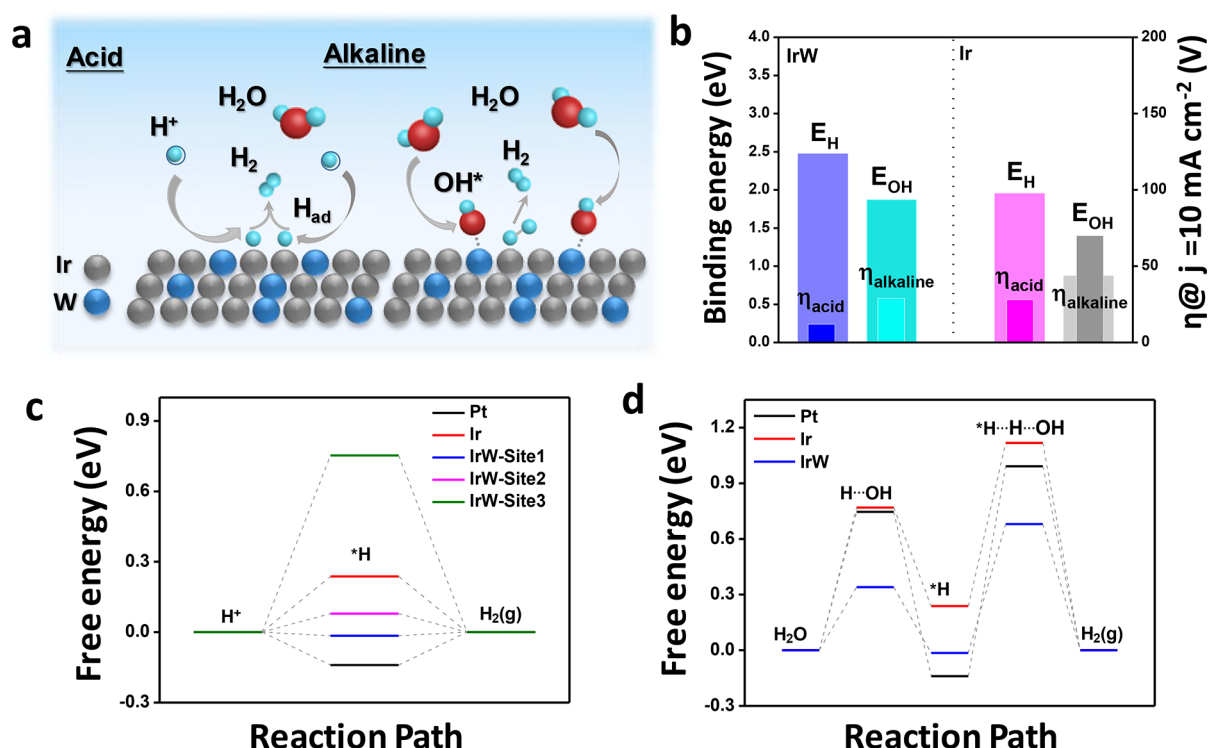 a
Acid
Alkaline
H2O
H2O
H+
H2
H2
OH*
Had
Ir
W
b
Binding energy (eV)
4.0
3.5
3.0
2.5
2.0
1.5
1.0
0.5
0.0
IrW
Ir
EH
EOH
EH
EOH
ηacid
ηalkaline
ηacid
ηalkaline
200
150
100
50
0
η@ j =10 mA cm-2 (V)
c
Free energy (eV)
0.9
0.6
0.3
0.0
-0.3
Pt
Ir
IrW-Site1
IrW-Site2
IrW-Site3
*H
H+
H2(g)
Reaction Path
d
Free energy (eV)
1.2
0.9
0.6
0.3
0.0
-0.3
Pt
Ir
IrW
*H···H···OH
H···OH
*H
H2O
H2(g)
Reaction Path